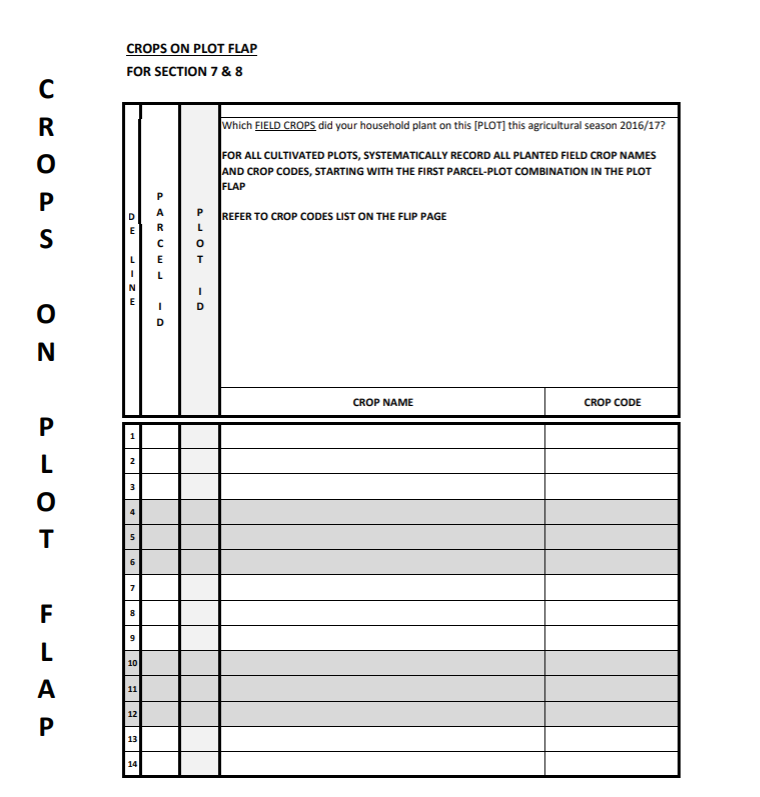 CROPS ON PLOT FLAP
CROPS ON PLOT FLAP
FOR SECTION 7 & 8
DE LINE
PARCEL ID
PLOT ID
Which FIELD CROPS did your household plant on this [PLOT] this agricultural season 2016/17?
FOR ALL CULTIVATED PLOTS, SYSTEMATICALLY RECORD ALL PLANTED FIELD CROP NAMES
AND CROP CODES, STARTING WITH THE FIRST PARCEL-PLOT COMBINATION IN THE PLOT
FLAP
REFER TO CROP CODES LIST ON THE FLIP PAGE
CROP NAME CROP CODE
1
2
3
4
5
6
7
8
9
10
11
12
13
14